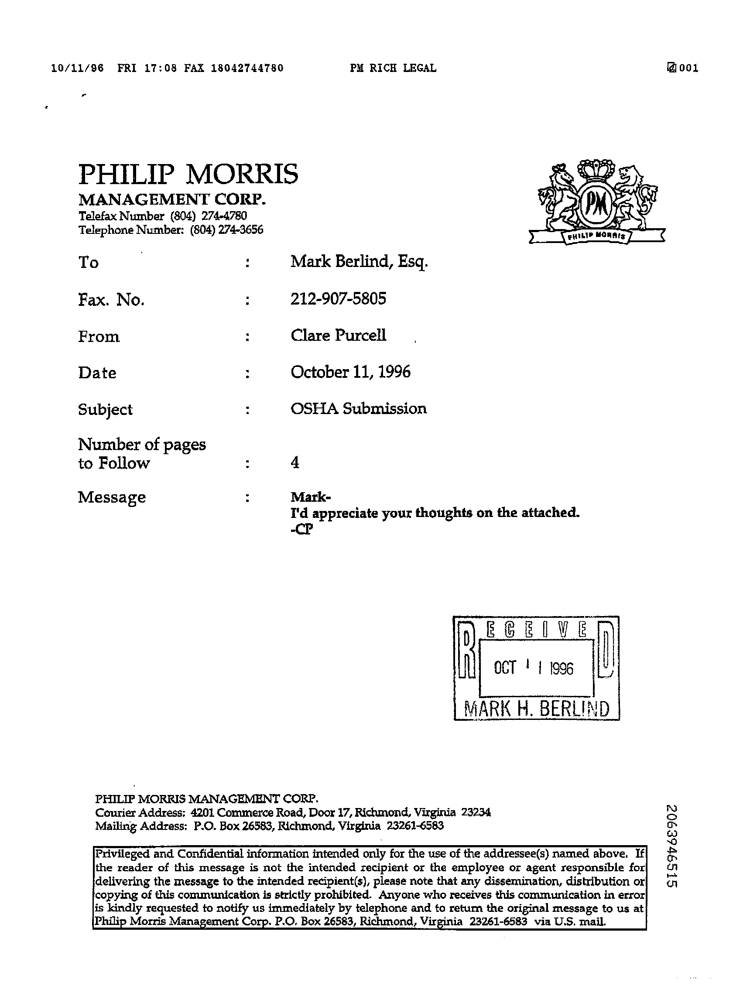 10/11/96 FRI 17:08 FAX 18042744780 PM RICH LEGAL 001
PHILIP MORRIS
MANAGEMENT CORP.
Telefax Number (804) 274-4780
Telephone Number: (804) 274-3656
PM
PHILIP MORRIS
To : Mark Berlind, Esq.
Fax. No. : 212-907-5805
From : Clare Purcell
Date : October 11, 1996
Subject : OSHA Submission
Number of pages
to Follow : 4
Message : Mark-
I'd appreciate your thoughts on the attached.
-CP
RECEIVED
OCT 11 1996
MARK H. BERLIND
PHILIP MORRIS MANAGEMENT CORP.
Courier Address: 4201 Commerce Road, Door 17, Richmond, Virginia 23234
Mailing Address: P.O. Box 26583, Richmond, Virginia 23261-6583
Privileged and Confidential information intended only for the use of the addressee(s) named above. If
the reader of this message is not the intended recipient or the employee or agent responsible for
delivering the message to the intended recipient(s), please note that any dissemination, distribution or
copying of this communication is strictly prohibited. Anyone who receives this communication in error
is kindly requested to notify us immediately by telephone and to return the original message to us at
Philip Morris Management Corp. P.O. Box 26583, Richmond, Virginia 23261-6583 via U.S. mail.
2063946515